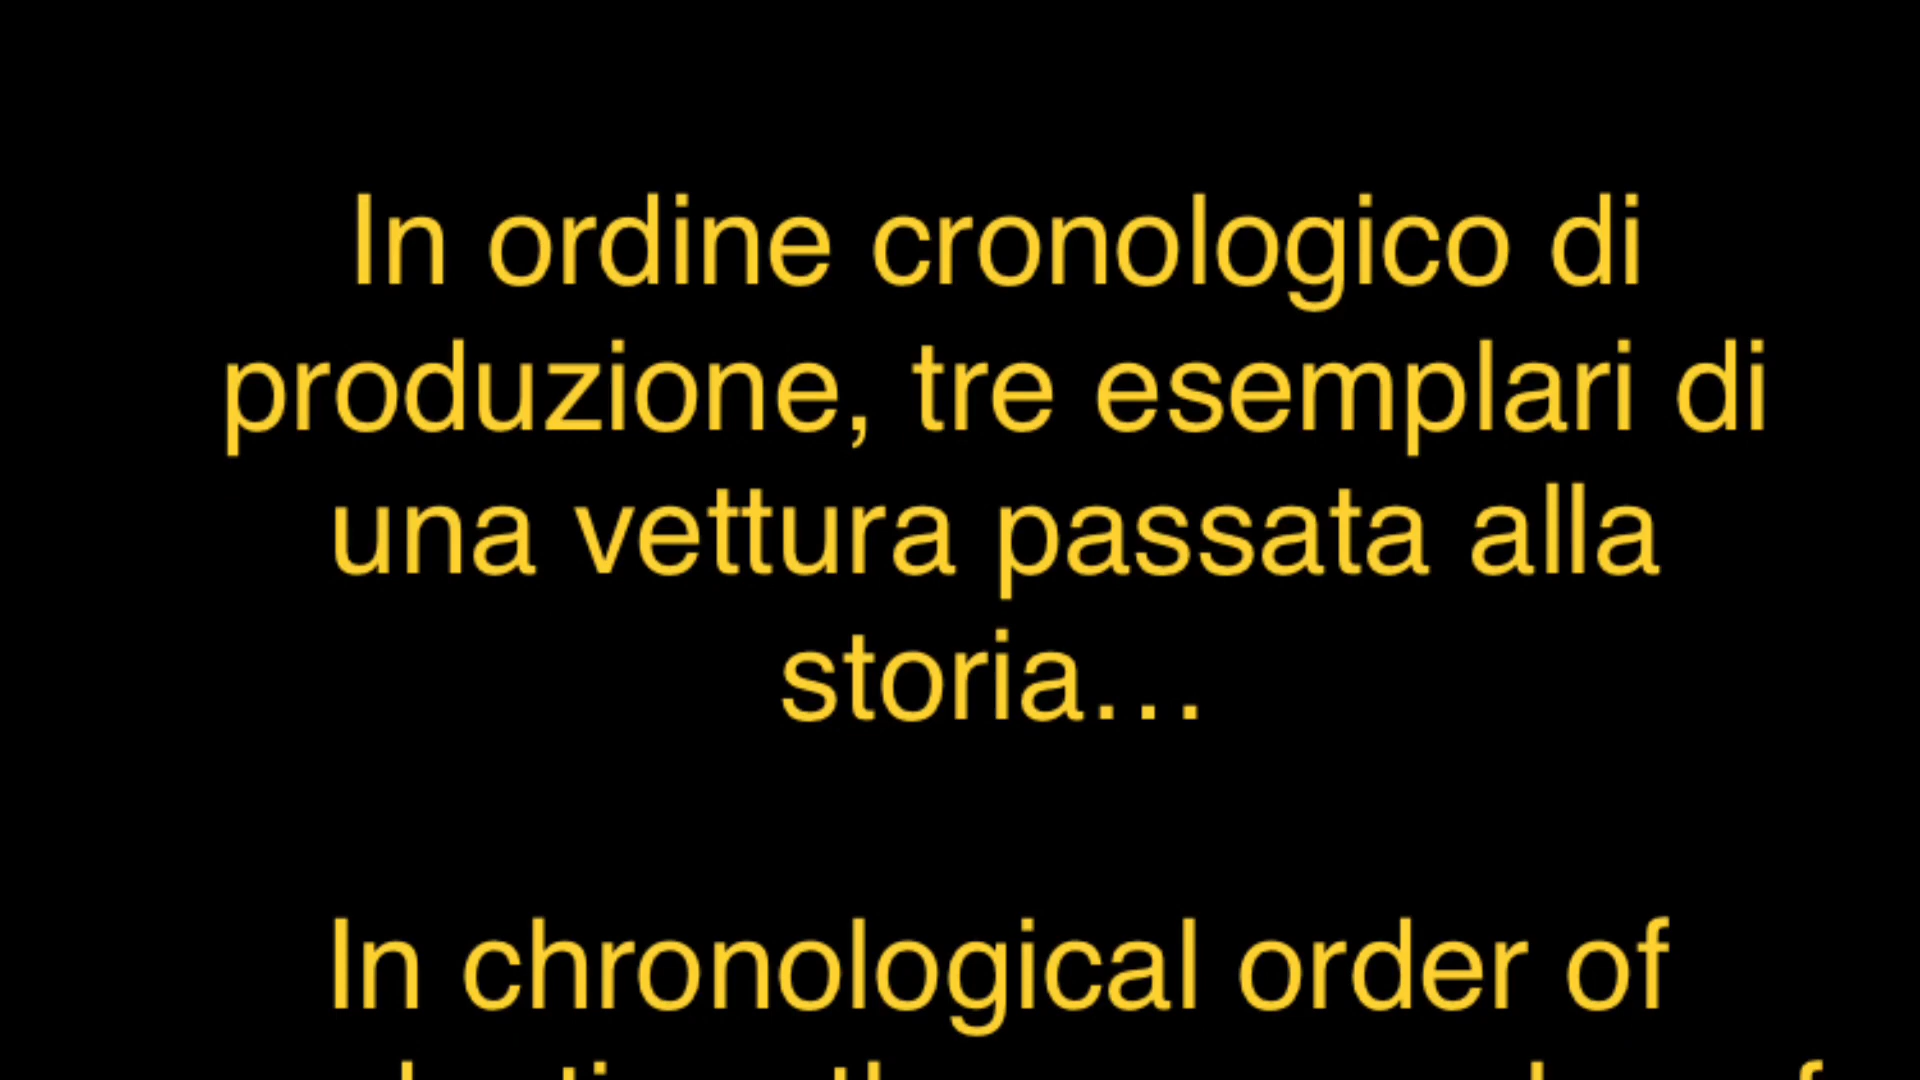 In ordine cronologico di
produzione, tre esemplari di
una vettura passata alla
storia...
In chronological order of